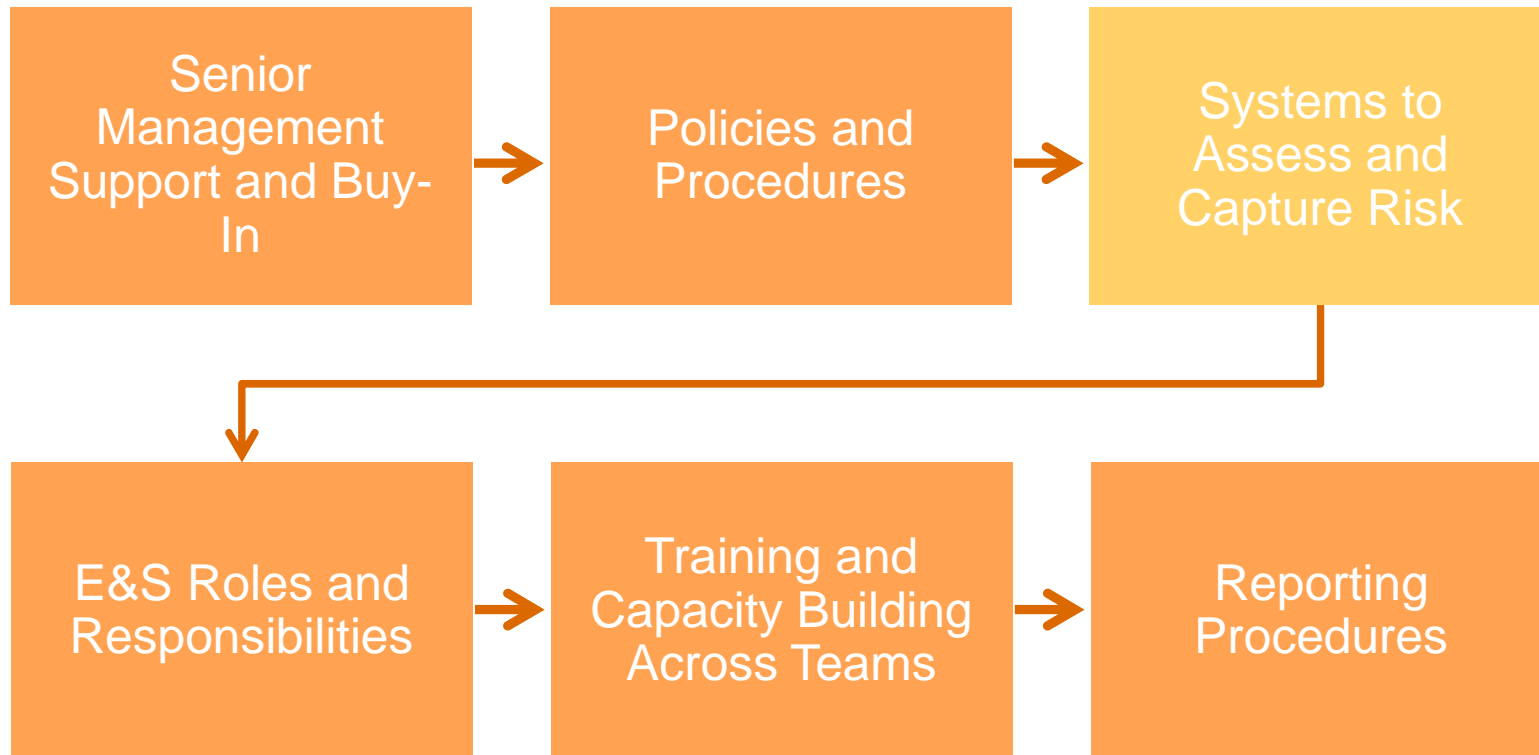 Senior
Management
Support and Buy-
In
Policies and
Procedures
Systems to
Assess and
Capture Risk
E&S Roles and
Responsibilities
Training and
Capacity Building
Across Teams
Reporting
Procedures